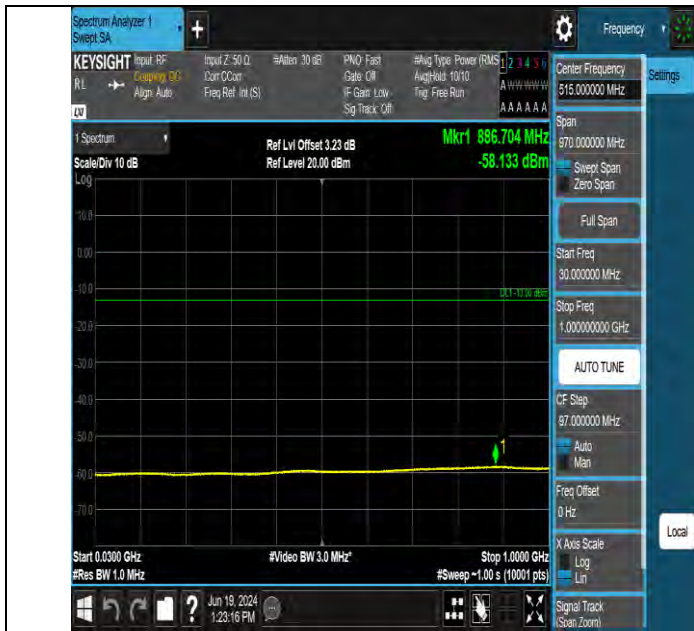 Spectrum Analyzer 1
Swept SA
Frequency
KEYSIGHT
RL
Input: RF
Coupling: DC
Align: Auto
Input Z: 50 Ω
Corr CCorr
Freq Ref: Int (S)
#Atten: 30 dB
PNO: Fast
Gate: Off
IF Gain: Low
Sig Track: Off
#Avg Type: Power (RMS
Avg|Hold: 10/10
Trig: Free Run
1 2 3 4 5 6
A W W W W W
A A A A A A
LXI
1 Spectrum
Scale/Div 10 dB
Log
Ref Lvl Offset 3.23 dB
Ref Level 20.00 dBm
Mkr1 886.704 MHz
-58.133 dBm
10.0
0.00
-10.0
-20.0
-30.0
-40.0
-50.0
-60.0
-70.0
DL1 -13.00 dBm
1
Start 0.0300 GHz
#Res BW 1.0 MHz
#Video BW 3.0 MHz*
Stop 1.0000 GHz
#Sweep ~1.00 s (10001 pts)
Center Frequency
515.000000 MHz
Span
970.000000 MHz
Swept Span
Zero Span
Full Span
Start Freq
30.000000 MHz
Stop Freq
1.000000000 GHz
AUTO TUNE
CF Step
97.000000 MHz
Auto
Man
Freq Offset
0 Hz
X Axis Scale
Log
Lin
Signal Track
(Span Zoom)
Settings
Local
Jun 19, 2024
1:23:16 PM